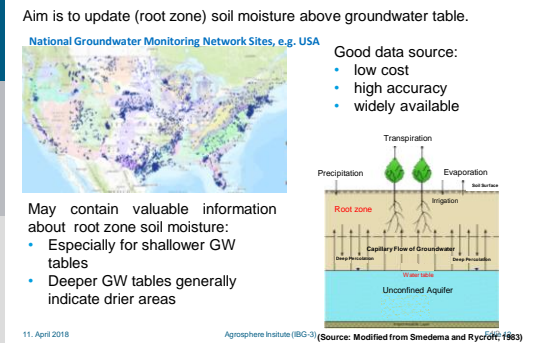 Aim is to update (root zone) soil moisture above groundwater table.
National Groundwater Monitoring Network Sites, e.g. USA
Good data source:
• low cost
• high accuracy
• widely available
May contain valuable information
about root zone soil moisture:
• Especially for shallower GW
tables
• Deeper GW tables generally
indicate drier areas
Transpiration
Precipitation
Evaporation
Soil Surface
Irrigation
Root zone
Capillary Flow of Groundwater
Deep Percolation
Deep Percolation
Water table
Unconfined Aquifer
11. April 2018
Agrosphere Insitute (IBG-3)
(Source: Modified from Smedema and Rycroft, 1983)